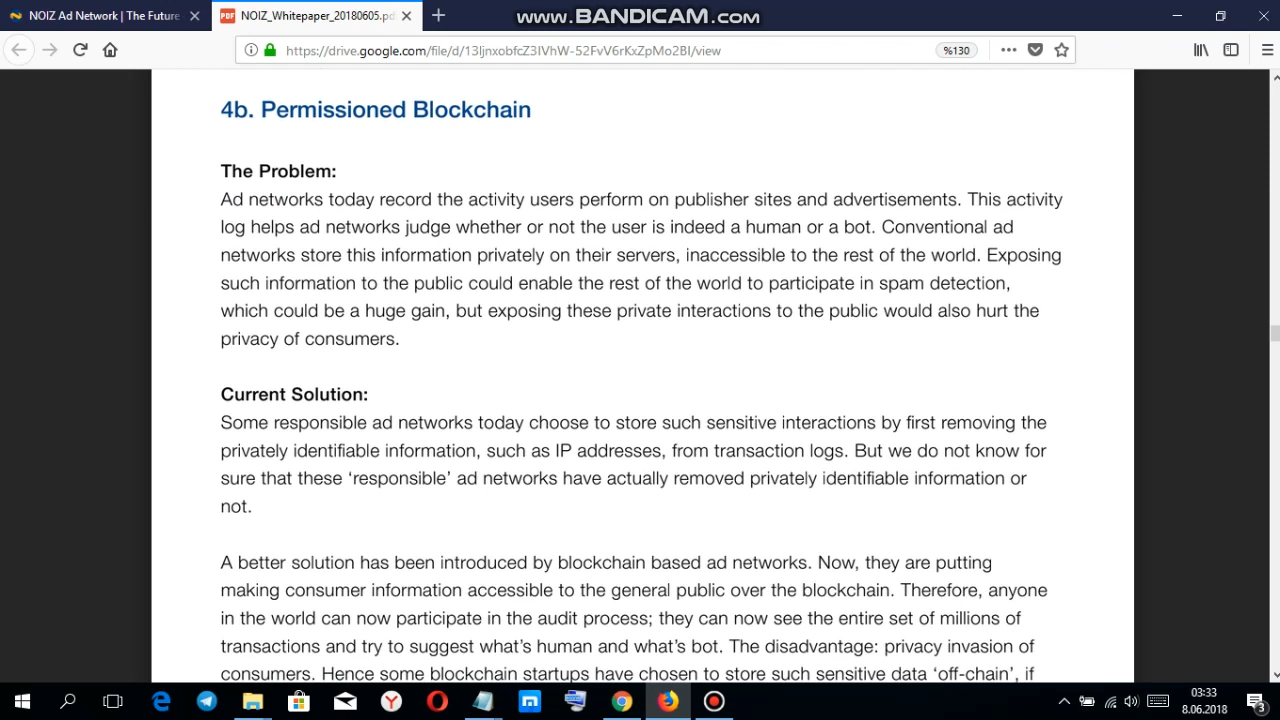 NOIZ Ad Network | The Future
NOIZ_Whitepaper_20180605.pd
www.BANDICAM.com
https://drive.google.com/file/d/13ljnxobfcZ3IVhW-52FvV6rKxZpMo2BI/view
%130
4b. Permissioned Blockchain
The Problem:
Ad networks today record the activity users perform on publisher sites and advertisements. This activity
log helps ad networks judge whether or not the user is indeed a human or a bot. Conventional ad
networks store this information privately on their servers, inaccessible to the rest of the world. Exposing
such information to the public could enable the rest of the world to participate in spam detection,
which could be a huge gain, but exposing these private interactions to the public would also hurt the
privacy of consumers.
Current Solution:
Some responsible ad networks today choose to store such sensitive interactions by first removing the
privately identifiable information, such as IP addresses, from transaction logs. But we do not know for
sure that these ‘responsible’ ad networks have actually removed privately identifiable information or
not.
A better solution has been introduced by blockchain based ad networks. Now, they are putting
making consumer information accessible to the general public over the blockchain. Therefore, anyone
in the world can now participate in the audit process; they can now see the entire set of millions of
transactions and try to suggest what’s human and what’s bot. The disadvantage: privacy invasion of
consumers. Hence some blockchain startups have chosen to store such sensitive data ‘off-chain’, if
03:33
8.06.2018
3